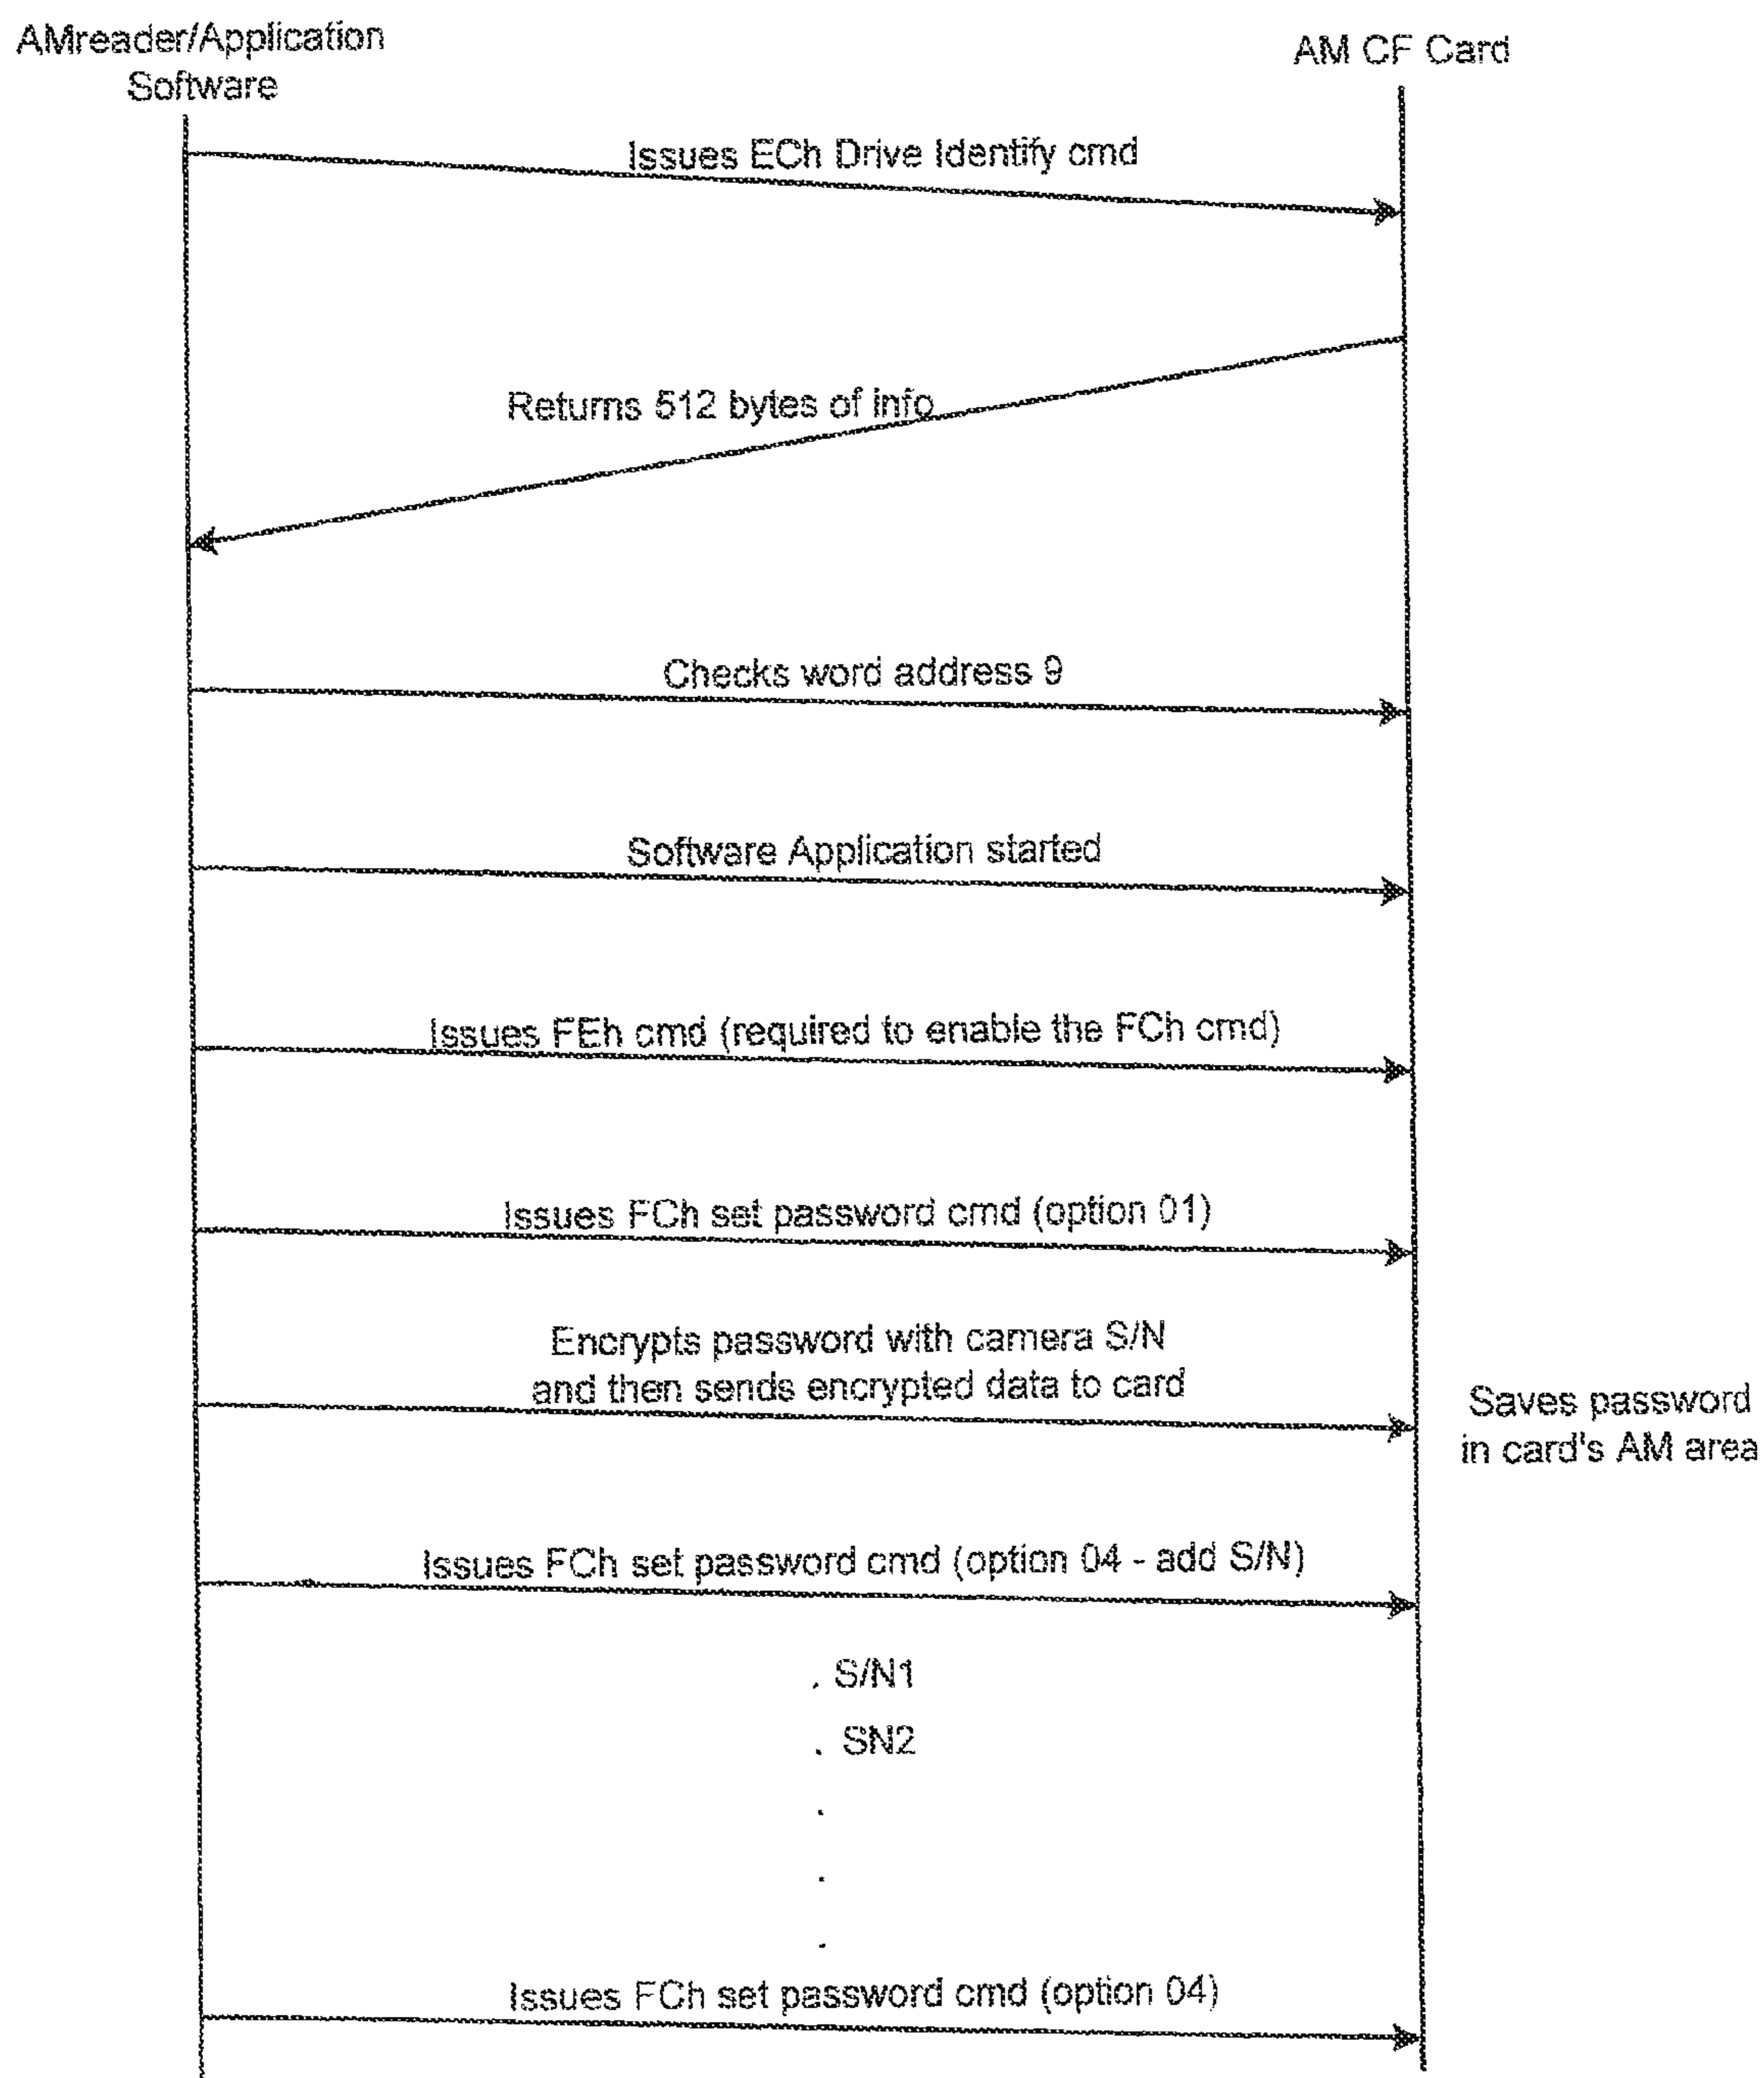 AMreader/Application
Software
AM CF Card
Issues ECh Drive Identify cmd
Returns 512 bytes of info
Checks word address 9
Software Application started
Issues FEh cmd (required to enable the FCh cmd)
Issues FCh set password cmd (option 01)
Encrypts password with camera S/N
and then sends encrypted data to card
Saves password
in card's AM area
Issues FCh set password cmd (option 04 - add S/N)
. S/N1
. SN2
.
.
.
Issues FCh set password cmd (option 04)